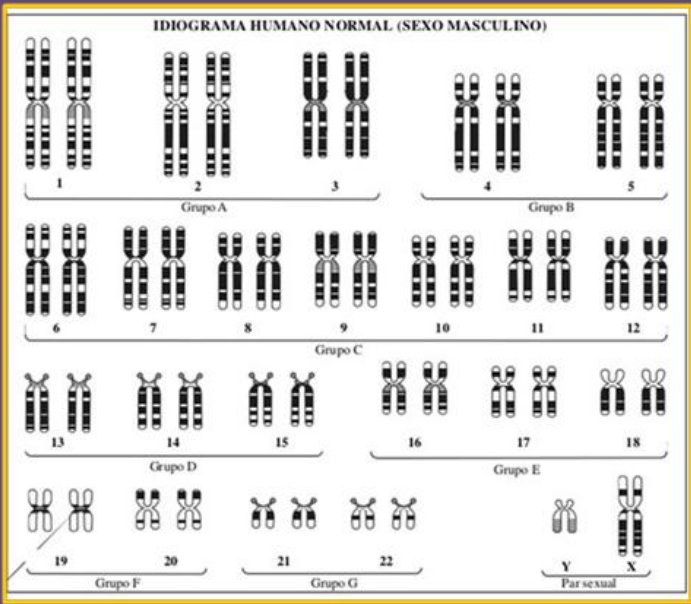 IDIOGRAMA HUMANO NORMAL (SEXO MASCULINO)
1 2 3 4 5
Grupo A Grupo B
6 7 8 9 10 11 12
Grupo C
13 14 15 16 17 18
Grupo D Grupo E
19 20 21 22 Y X
Grupo F Grupo G Par sexual